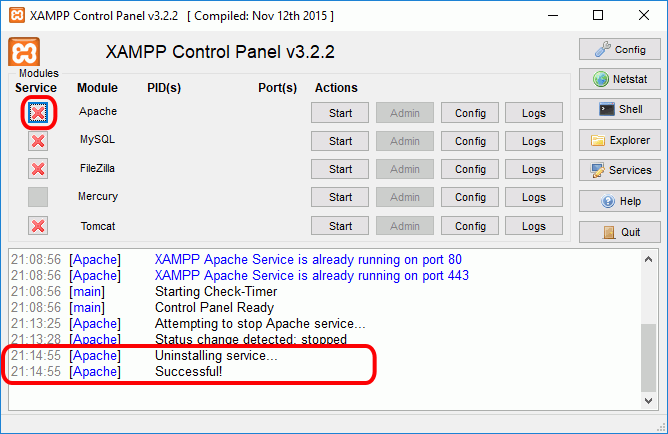 XAMPP Control Panel v3.2.2 [ Compiled: Nov 12th 2015 ]
XAMPP Control Panel v3.2.2
Config
Modules
Service Module PID(s) Port(s) Actions
Netstat
Apache Start Admin Config Logs
Shell
MySQL Start Admin Config Logs
Explorer
FileZilla Start Admin Config Logs
Services
Mercury Start Admin Config Logs
Help
Tomcat Start Admin Config Logs
Quit
21:08:56 [Apache] XAMPP Apache Service is already running on port 80
21:08:56 [Apache] XAMPP Apache Service is already running on port 443
21:08:56 [main] Starting Check-Timer
21:08:56 [main] Control Panel Ready
21:13:25 [Apache] Attempting to stop Apache service...
21:13:28 [Apache] Status change detected: stopped
21:14:55 [Apache] Uninstalling service...
21:14:55 [Apache] Successful!